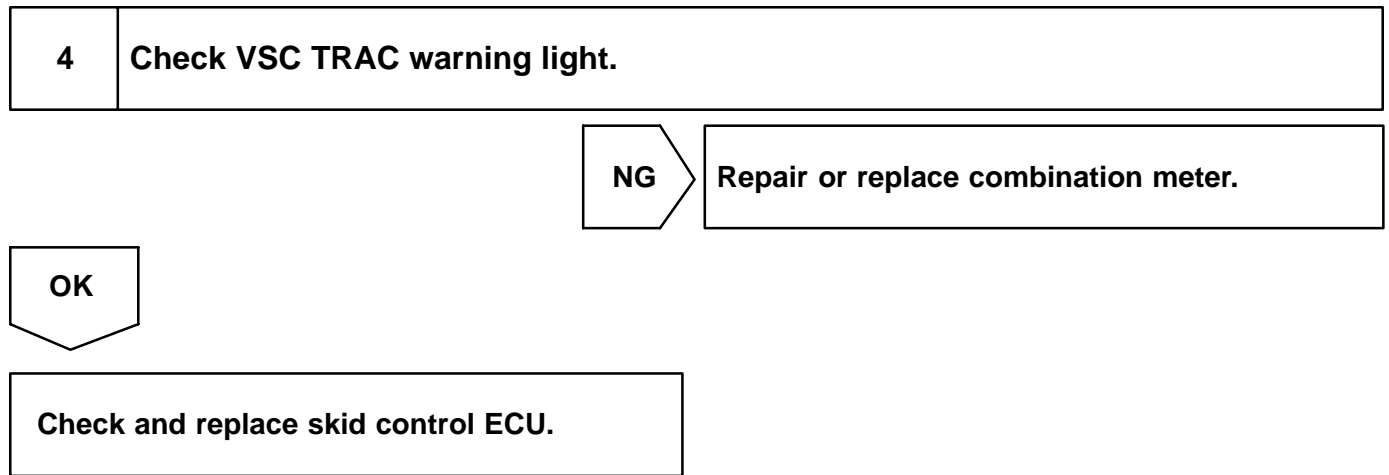 4 Check VSC TRAC warning light.
NG Repair or replace combination meter.
OK
Check and replace skid control ECU.